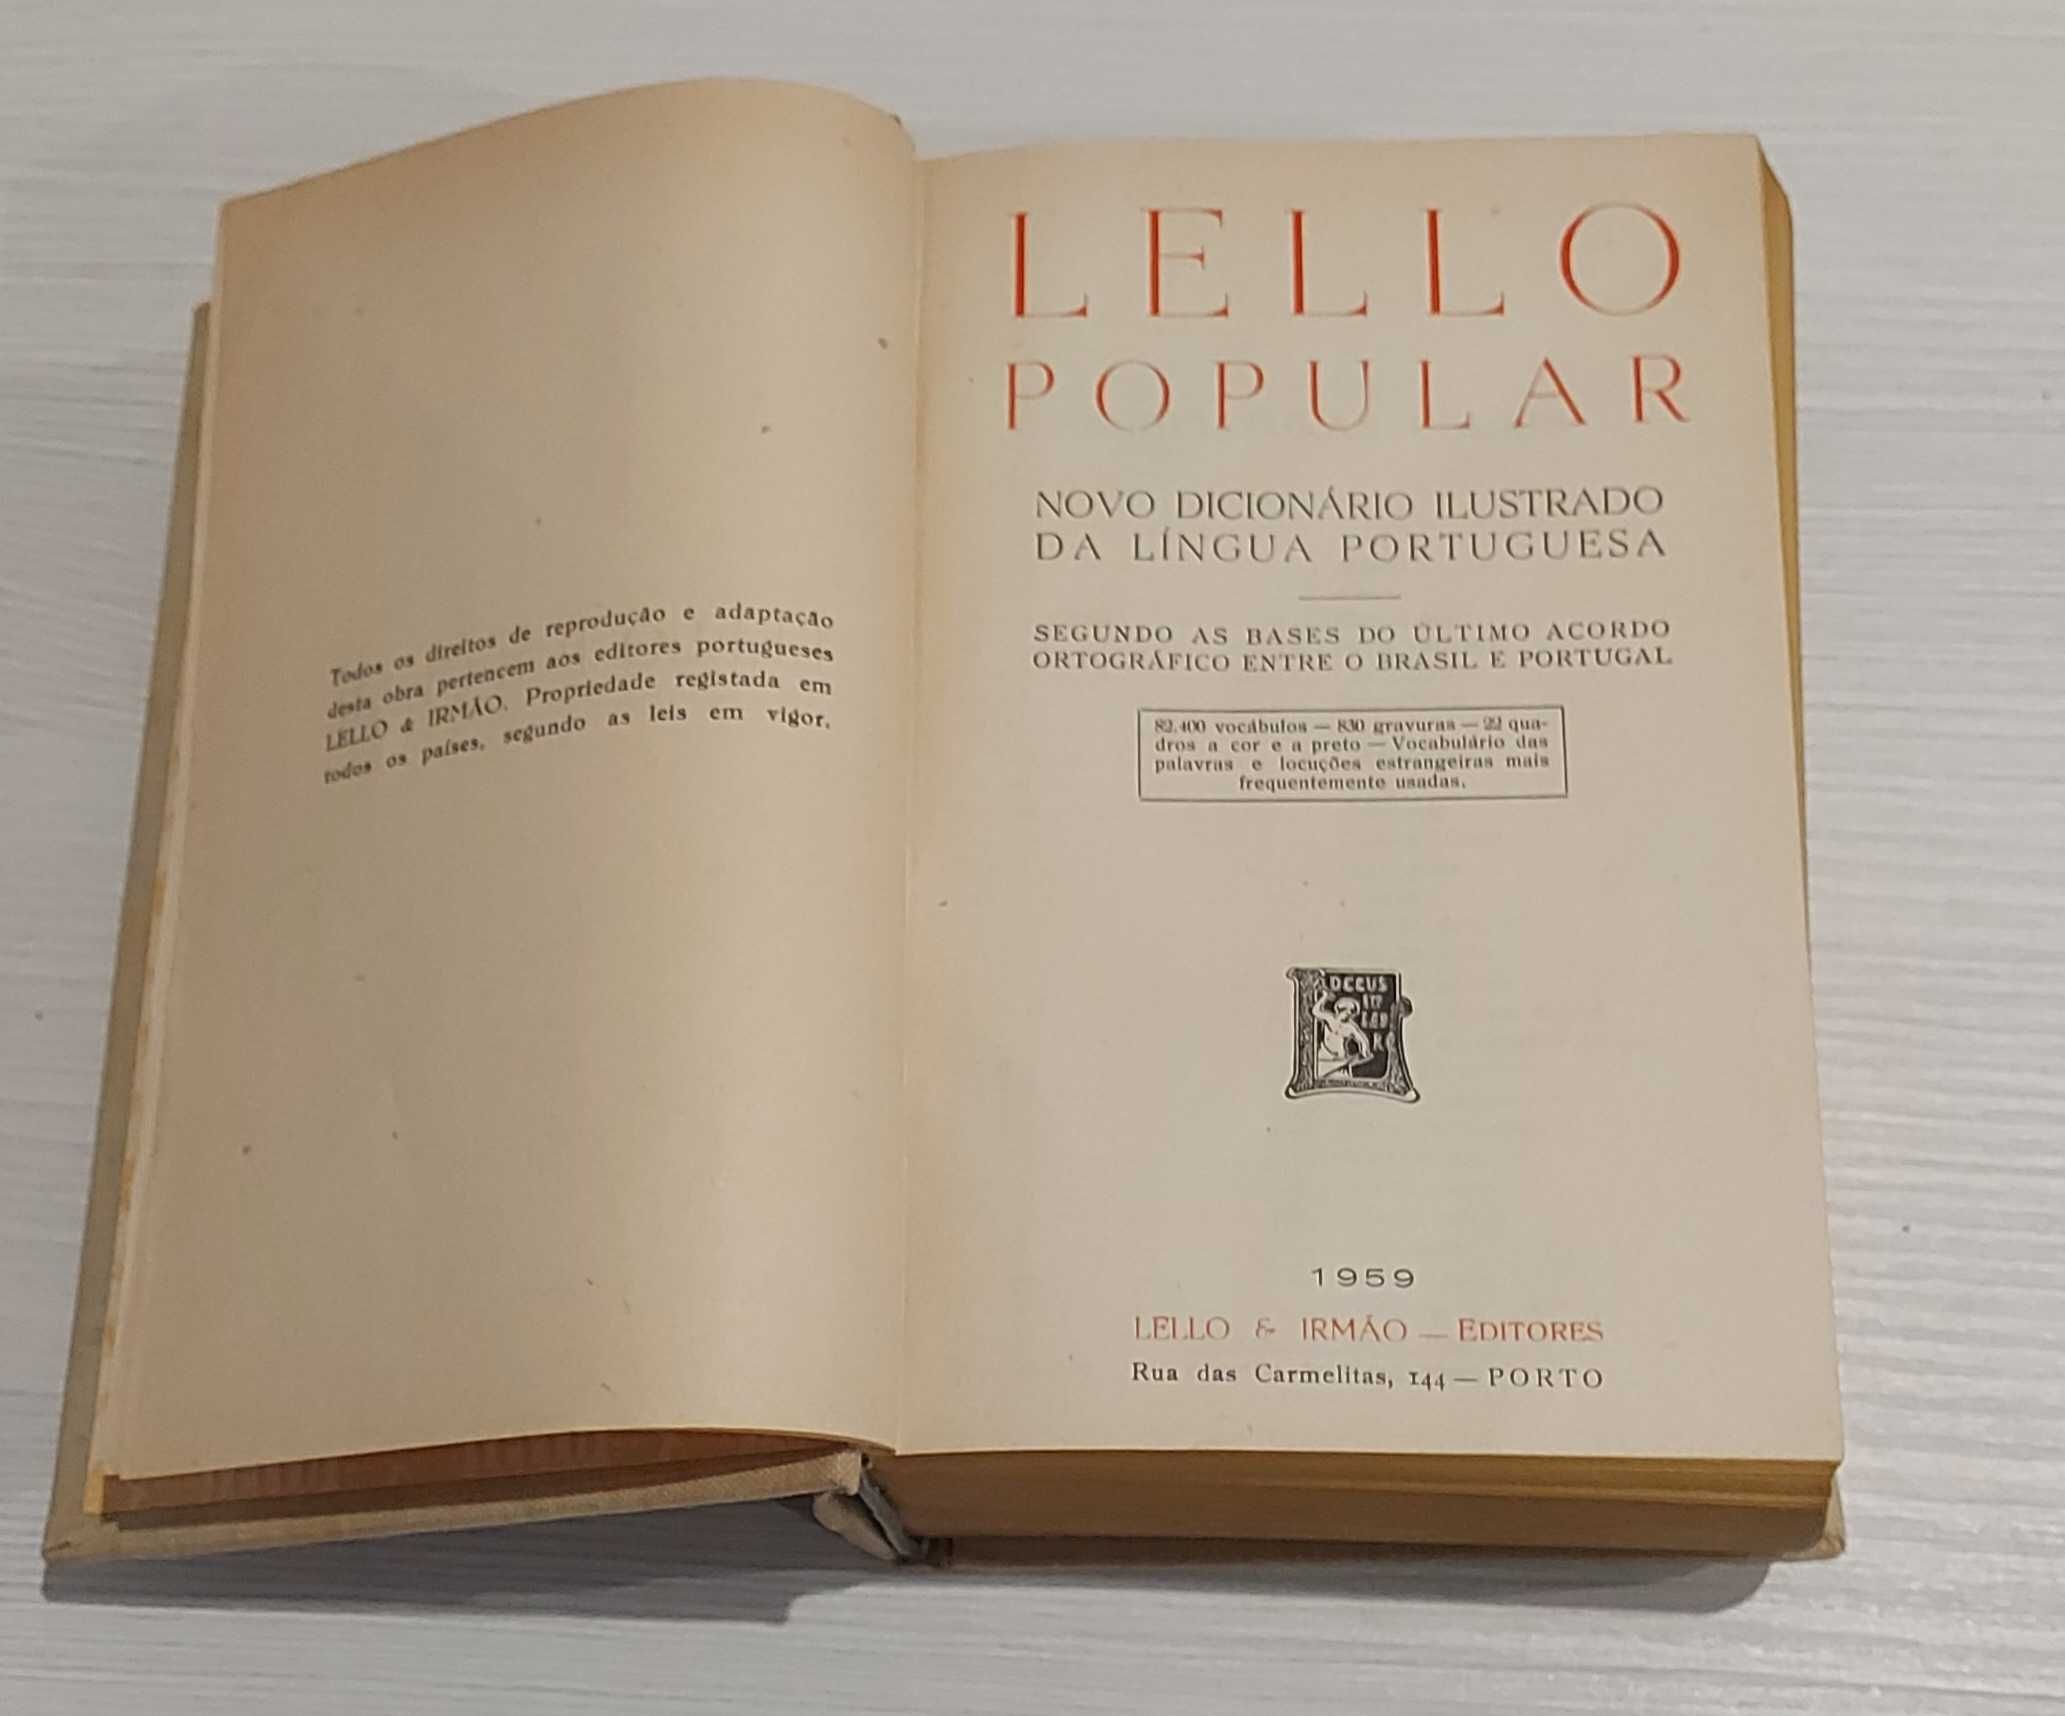 Todos os direitos de reprodução e adaptação
desta obra pertencem aos editores portugueses
LELLO & IRMÃO. Propriedade registada em
todos os países, segundo as leis em vigor.
LELLO
POPULAR
NOVO DICIONÁRIO ILUSTRADO
DA LÍNGUA PORTUGUESA
SEGUNDO AS BASES DO ÚLTIMO ACORDO
ORTOGRÁFICO ENTRE O BRASIL E PORTUGAL
82.400 vocábulos — 830 gravuras — 22 qua-
dros a cor e a preto — Vocabulário das
palavras e locuções estrangeiras mais
frequentemente usadas.
DECUS
IN
LAB
1959
LELLO & IRMÃO — EDITORES
Rua das Carmelitas, 144 — PORTO